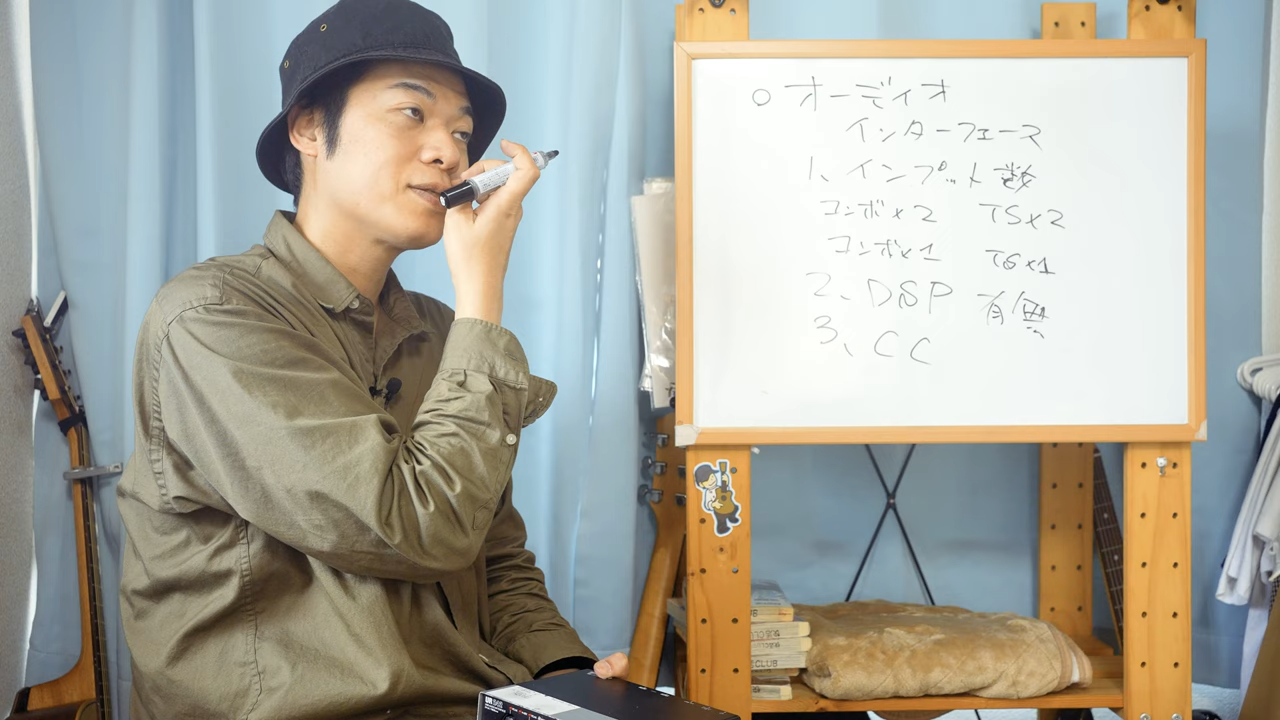 ○ オーディオ
インターフェース
1、インプット数
コンボ×2 TS×2
コンボ×1 TS×1
2、DSP 有無
3、CC
CLUB